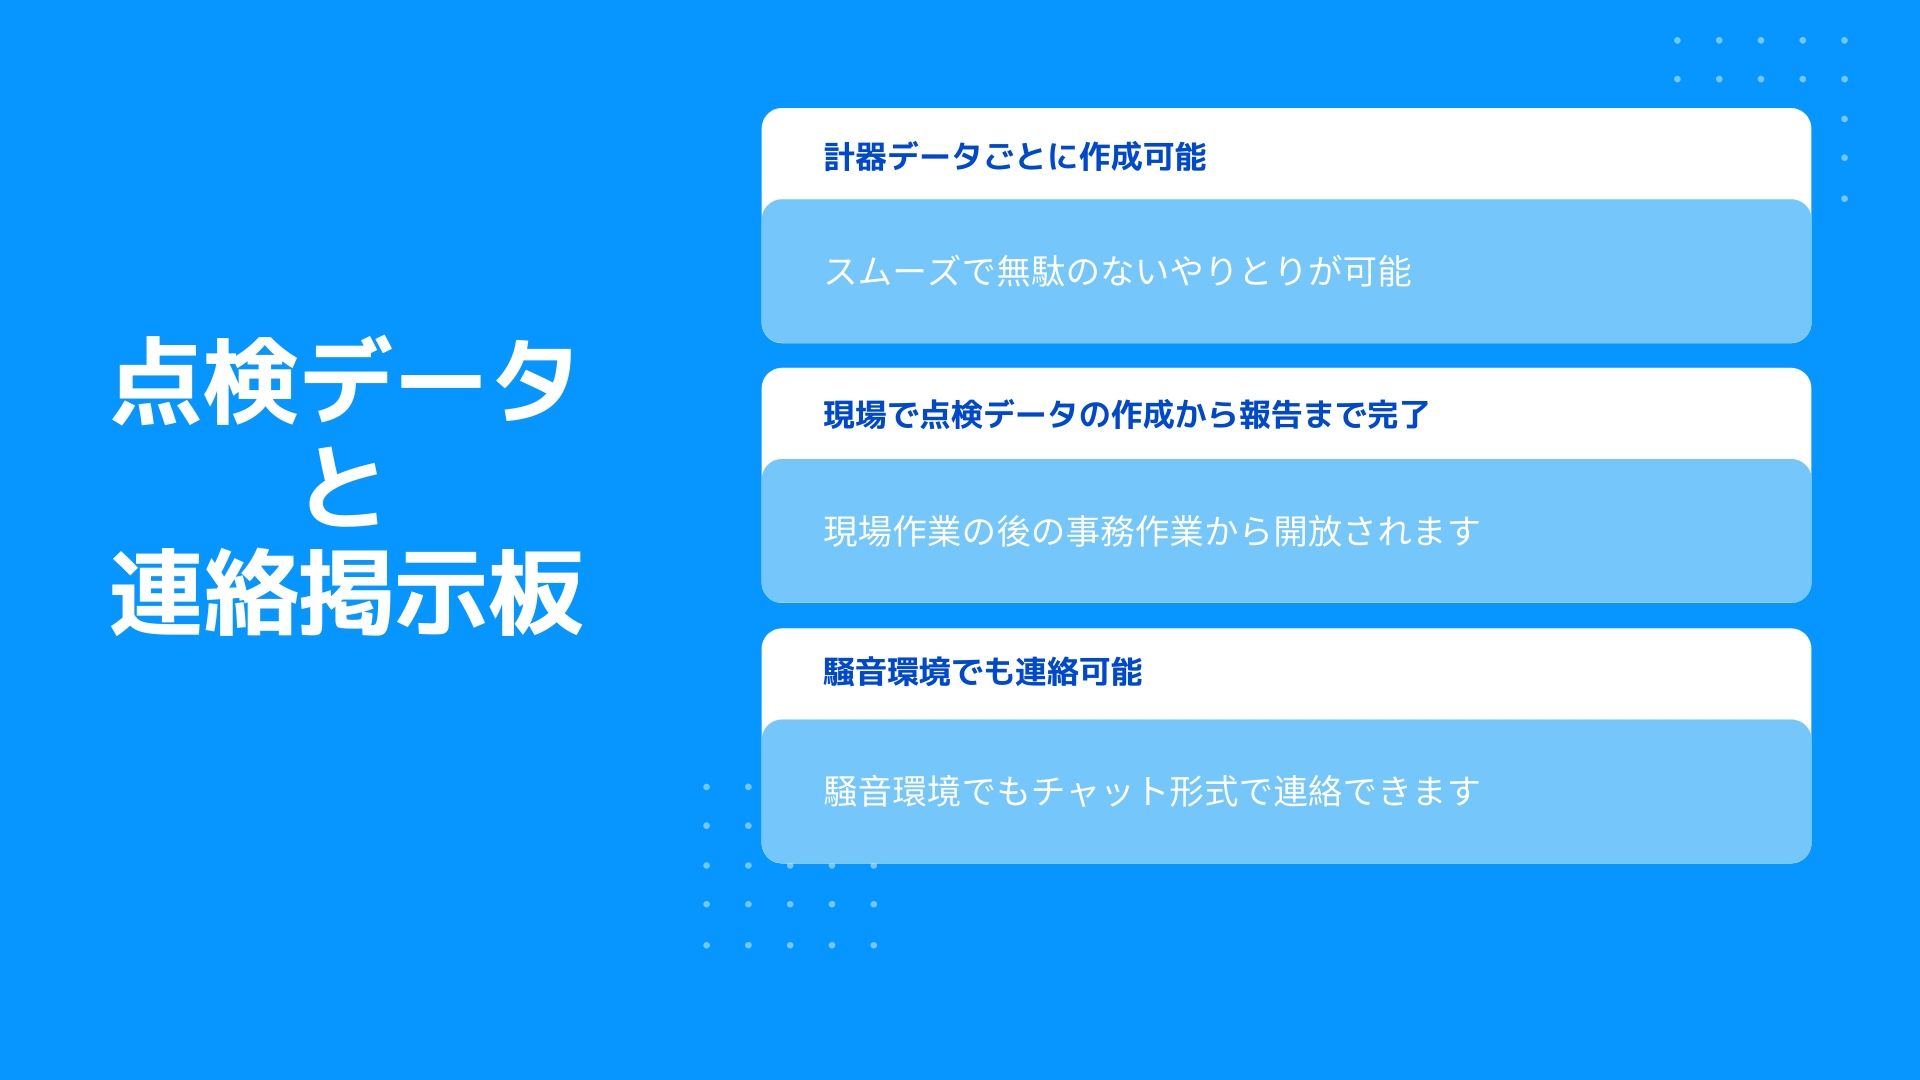 点検データ
と
連絡掲示板
計器データごとに作成可能
スムーズで無駄のないやりとりが可能
現場で点検データの作成から報告まで完了
現場作業の後の事務作業から開放されます
騒音環境でも連絡可能
騒音環境でもチャット形式で連絡できます